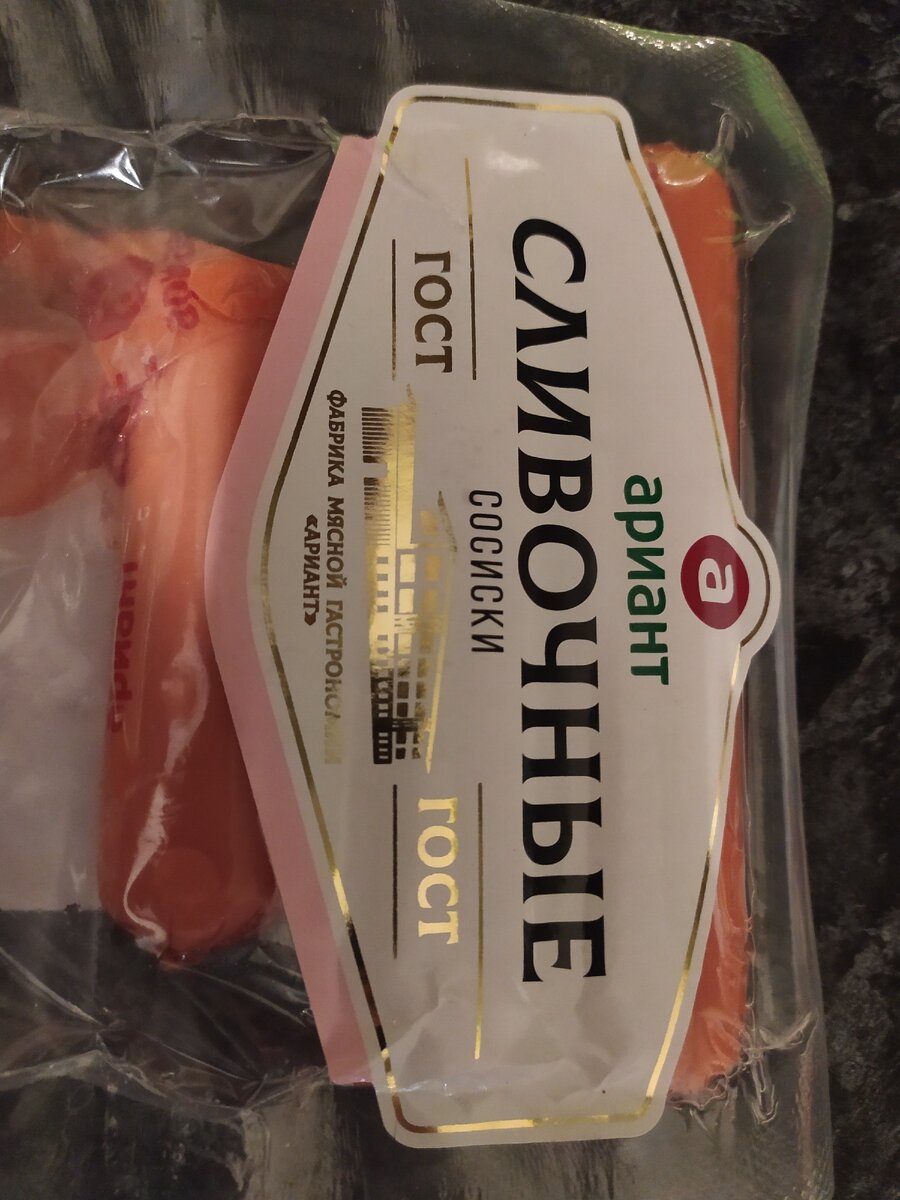 а
ариант
СЛИВОЧНЫЕ
СОСИСКИ
ГОСТ ГОСТ
ФАБРИКА МЯСНОЙ ГАСТРОНОМИИ
«АРИАНТ»